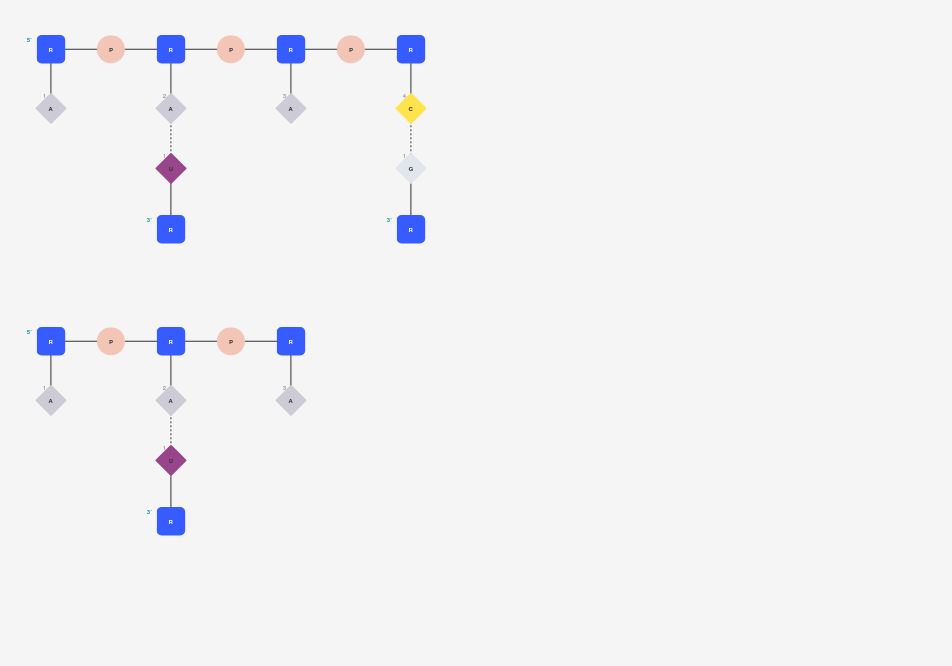 5'
R P R P R P R
1 2 3 4
A A A C
1 1
U G
3' R 3' R
5'
R P R P R
1 2 3
A A A
1
U
3' R